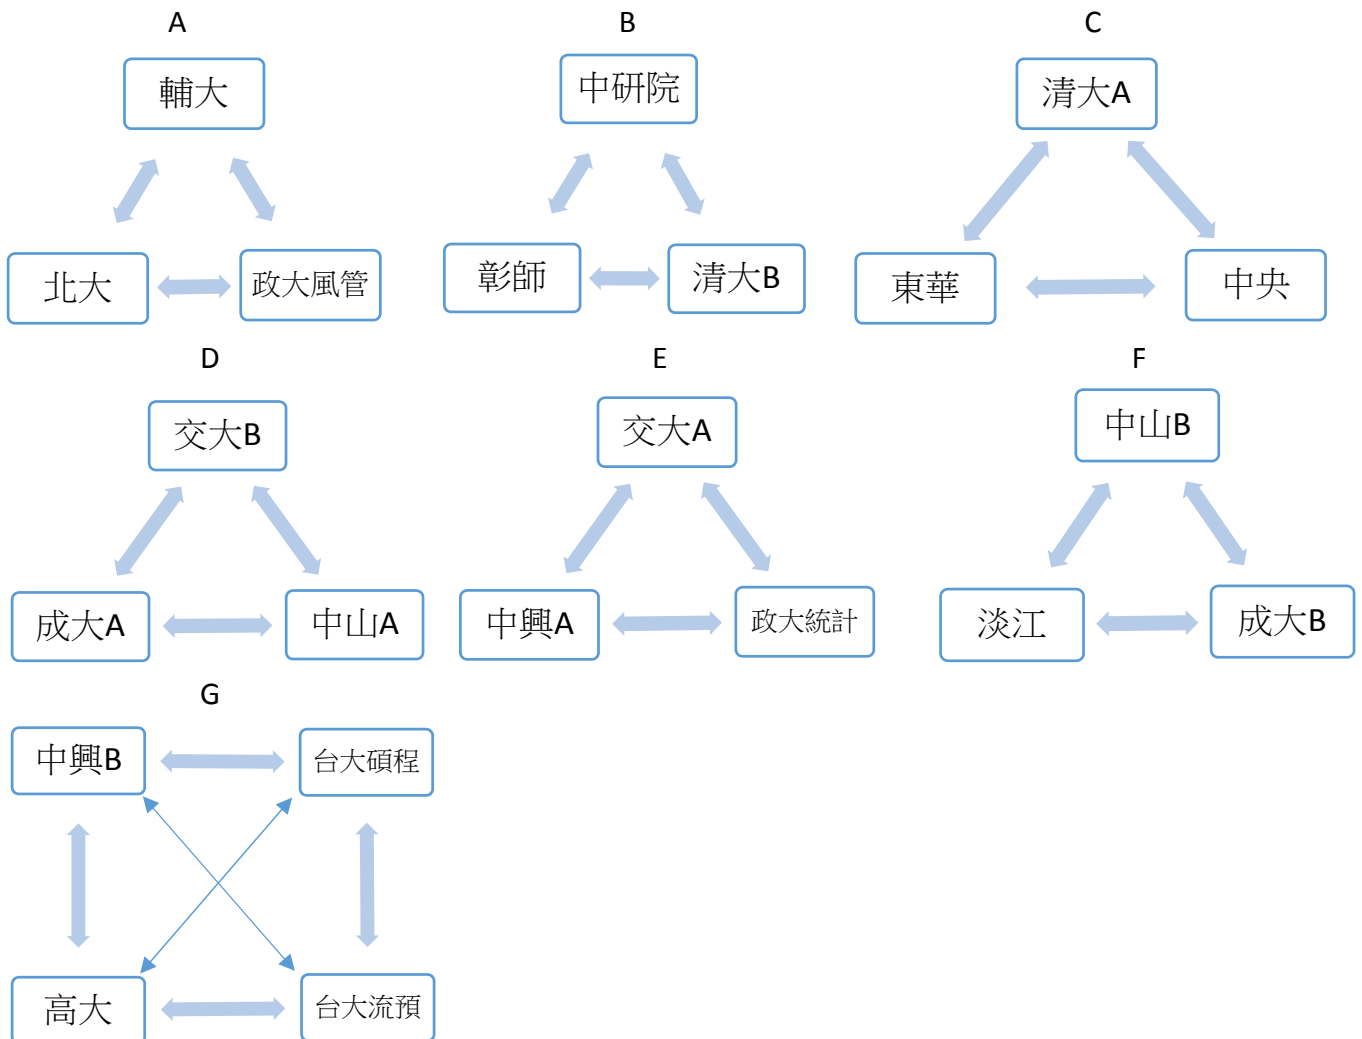 A
B
C
輔大
中研院
清大A
北大
政大風管
彰師
清大B
東華
中央
D
E
F
交大B
交大A
中山B
成大A
中山A
中興A
政大統計
淡江
成大B
G
中興B
台大碩程
高大
台大流預